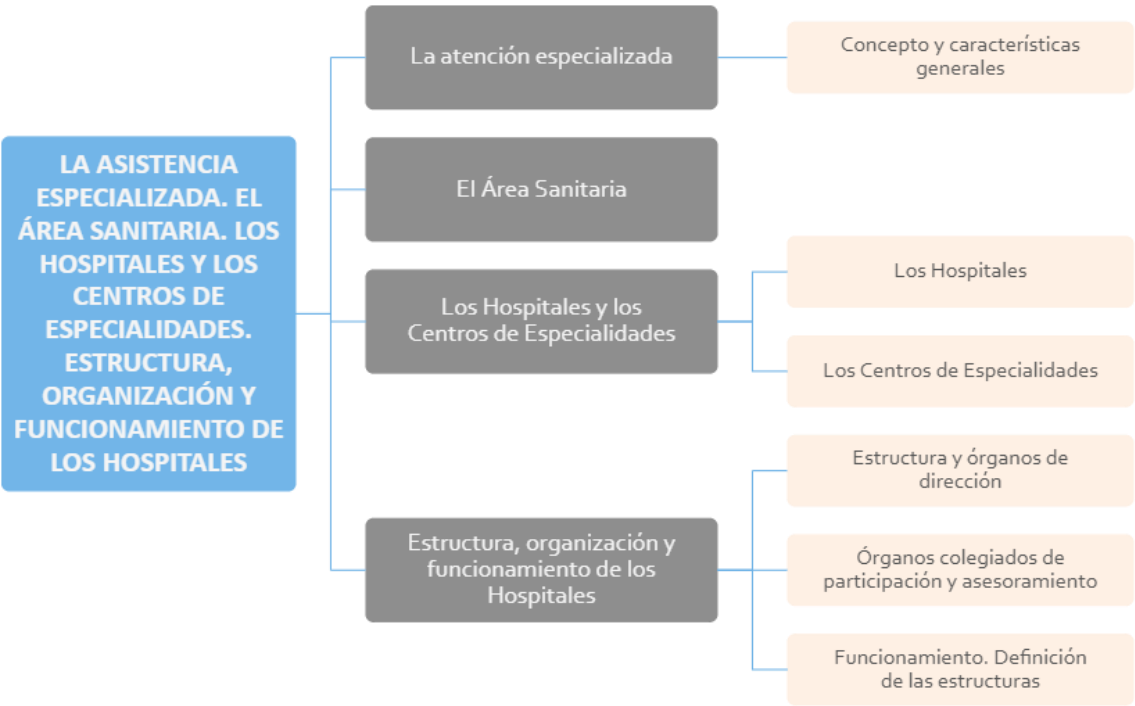 LA ASISTENCIA
ESPECIALIZADA. EL
ÁREA SANITARIA. LOS
HOSPITALES Y LOS
CENTROS DE
ESPECIALIDADES.
ESTRUCTURA,
ORGANIZACIÓN Y
FUNCIONAMIENTO DE
LOS HOSPITALES
La atención especializada
Concepto y características
generales
El Área Sanitaria
Los Hospitales y los
Centros de Especialidades
Los Hospitales
Los Centros de Especialidades
Estructura, organización y
funcionamiento de los
Hospitales
Estructura y órganos de
dirección
Órganos colegiados de
participación y asesoramiento
Funcionamiento. Definición
de las estructuras